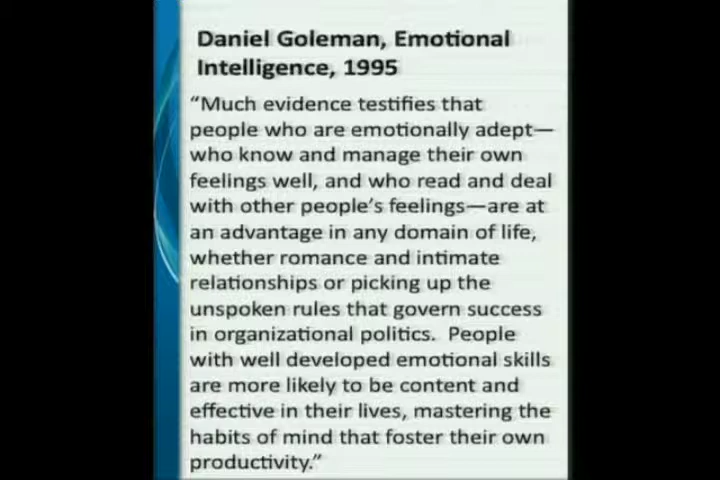 Daniel Goleman, Emotional
Intelligence, 1995
“Much evidence testifies that
people who are emotionally adept—
who know and manage their own
feelings well, and who read and deal
with other people’s feelings—are at
an advantage in any domain of life,
whether romance and intimate
relationships or picking up the
unspoken rules that govern success
in organizational politics.  People
with well developed emotional skills
are more likely to be content and
effective in their lives, mastering the
habits of mind that foster their own
productivity.”